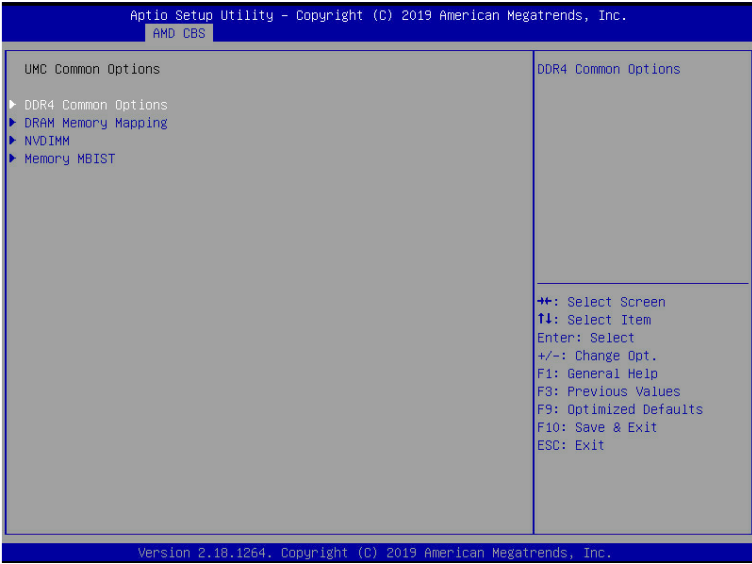 Aptio Setup Utility – Copyright (C) 2019 American Megatrends, Inc.
AMD CBS
UMC Common Options
▶ DDR4 Common Options
▶ DRAM Memory Mapping
▶ NVDIMM
▶ Memory MBIST
DDR4 Common Options
→←: Select Screen
↑↓: Select Item
Enter: Select
+/-: Change Opt.
F1: General Help
F3: Previous Values
F9: Optimized Defaults
F10: Save & Exit
ESC: Exit
Version 2.18.1264. Copyright (C) 2019 American Megatrends, Inc.